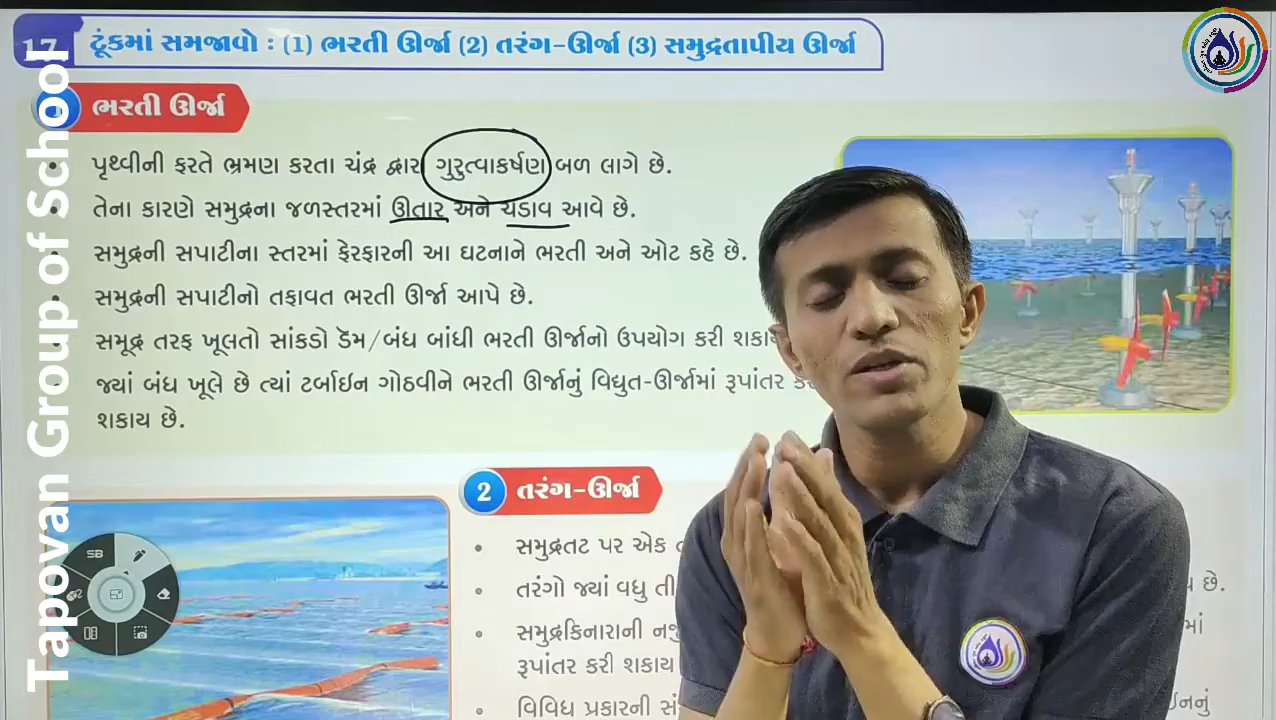 17 ટૂંકમાં સમજાવો : (1) ભરતી ઊર્જા (2) તરંગ-ઊર્જા (3) સમુદ્રતાપીય ઊર્જા
ભરતી ઊર્જા
• પૃથ્વીની ફરતે ભ્રમણ કરતા ચંદ્ર દ્વારા ગુરુત્વાકર્ષણ બળ લાગે છે.
• તેના કારણે સમુદ્રના જળસ્તરમાં ઊતાર અને ચડાવ આવે છે.
સમુદ્રની સપાટીના સ્તરમાં ફેરફારની આ ઘટનાને ભરતી અને ઓટ કહે છે.
સમુદ્રની સપાટીનો તફાવત ભરતી ઊર્જા આપે છે.
સમૂદ્ર તરફ ખૂલતો સાંકડો ડૅમ/બંધ બાંધી ભરતી ઊર્જાનો ઉપયોગ કરી
જ્યાં બંધ ખૂલે છે ત્યાં ટર્બાઇન ગોઠવીને ભરતી ઊર્જાનું વિદ્યુત-ઊર્જામાં રૂપાંતર
શકાય છે.
2 તરંગ-ઊર્જા
• સમુદ્રતટ પર એક
• તરંગો જ્યાં વધુ છે.
• સમુદ્રકિનારાની
રૂપાંતર કરી શકાય
• વિવિધ પ્રકારની
SB
Tapovan Group of School